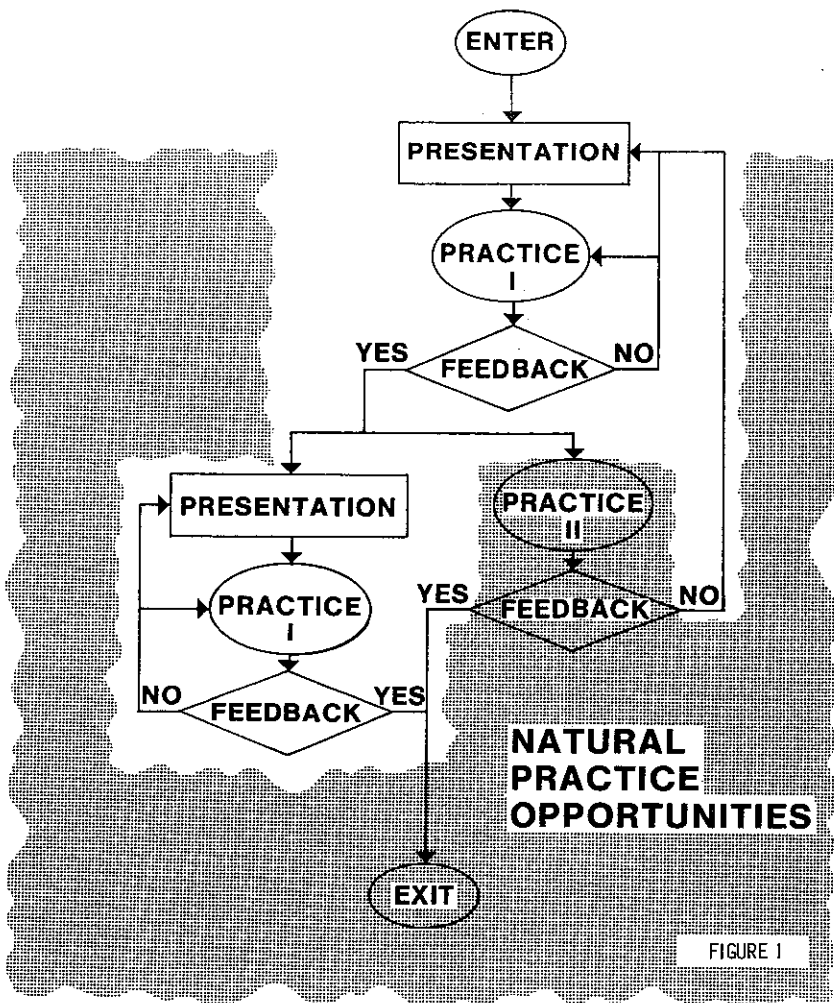 ENTER
PRESENTATION
PRACTICE
I
YES
FEEDBACK
NO
PRESENTATION
PRACTICE
II
PRACTICE
I
YES
FEEDBACK
NO
NO
FEEDBACK
YES
NATURAL
PRACTICE
OPPORTUNITIES
EXIT
FIGURE 1